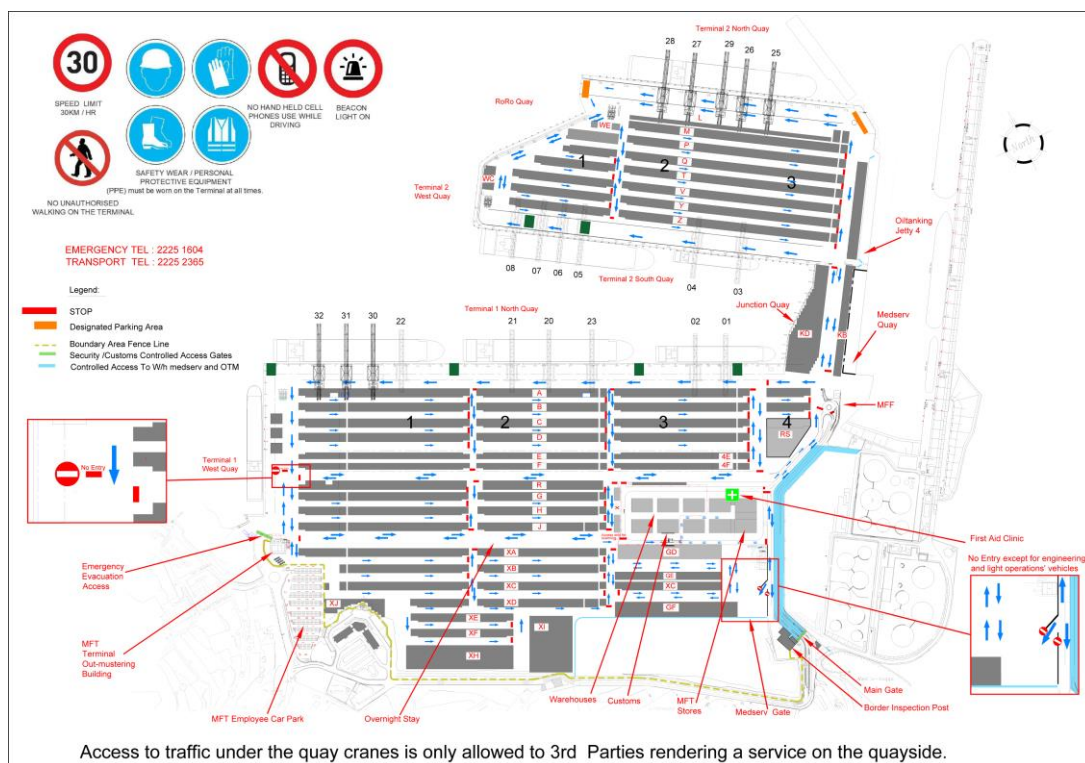 30
SPEED LIMIT
30KM / HR
NO HAND HELD CELL
PHONES USE WHILE
DRIVING
BEACON
LIGHT ON
SAFETY WEAR / PERSONAL
PROTECTIVE EQUIPMENT
(PPE) must be worn on the Terminal at all times.
NO UNAUTHORISED
WALKING ON THE TERMINAL
EMERGENCY TEL : 2225 1604
TRANSPORT TEL : 2225 2365
Legend:
STOP
Designated Parking Area
Boundary Area Fence Line
Security /Customs Controlled Access Gates
Controlled Access To W/h medserv and OTM
Terminal 2 North Quay
28
27
29
26
25
RoRo Quay
North
L
WE
M
P
Q
T
V
Y
Z
1
2
3
WC
Terminal 2
West Quay
08
07
06
05
04
03
Terminal 2 South Quay
Oiltanking
Jetty 4
Junction Quay
Medserv
Quay
KD
KB
Terminal 1 North Quay
32
31
30
22
21
20
23
02
01
MFF
A
B
C
D
E
F
1
2
3
4
RS
4E
4F
No Entry
Terminal 1
West Quay
R
G
H
J
First Aid Clinic
No Entry except for engineering
and light operations' vehicles
XA
XB
XC
XD
XE
XF
XH
XI
XJ
GD
GE
XC
GF
Emergency
Evacuation
Access
MFT
Terminal
Out-mustering
Building
MFT Employee Car Park
Overnight Stay
Warehouses
Customs
MFT
Stores
Medserv Gate
Main Gate
Border Inspection Post
Access to traffic under the quay cranes is only allowed to 3rd Parties rendering a service on the quayside.